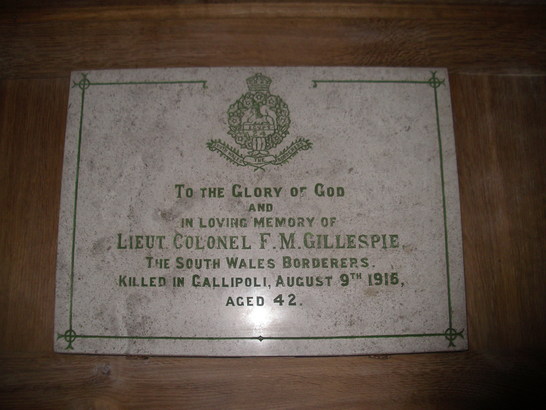 THE
TO THE GLORY OF GOD
AND
IN LOVING MEMORY OF
LIEUT. COLONEL F.M. GILLESPIE,
THE SOUTH WALES BORDERERS.
KILLED IN GALLIPOLI, AUGUST 9TH 1915,
AGED 42.